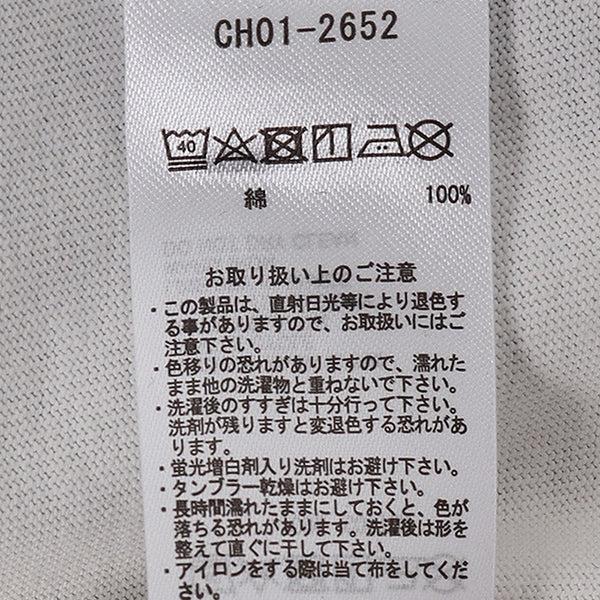 CHO1-2652
40
綿 100%
お取り扱い上のご注意
・この製品は、直射日光等により退色す
る事がありますので、お取扱いにはご
注意下さい。
・色移りの恐れがありますので、濡れた
まま他の洗濯物と重ねないで下さい。
・洗濯後のすすぎは十分行って下さい。
洗剤が残りますと変退色する恐れがあ
ります。
・蛍光増白剤入り洗剤はお避け下さい。
・タンブラー乾燥はお避け下さい。
・長時間濡れたままにしておくと、色が
落ちる恐れがあります。洗濯後は形を
整えて直ぐに干して下さい。
・アイロンをする際は当て布をしてくだ
さい。